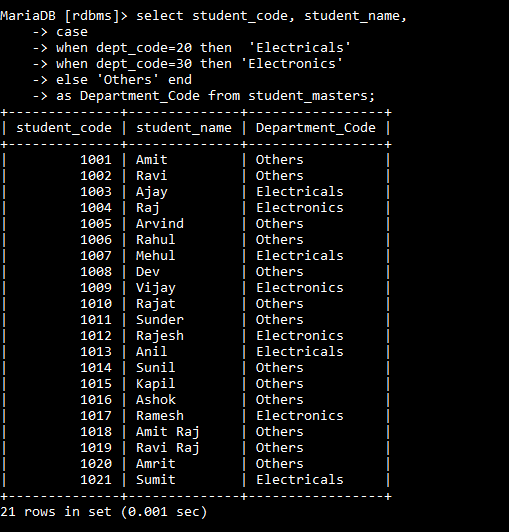 MariaDB [rdbms]> select student_code, student_name,
    -> case
    -> when dept_code=20 then  'Electricals'
    -> when dept_code=30 then 'Electronics'
    -> else 'Others' end
    -> as Department_Code from student_masters;
+--------------+--------------+-----------------+
| student_code | student_name | Department_Code |
+--------------+--------------+-----------------+
|         1001 | Amit         | Others          |
|         1002 | Ravi         | Others          |
|         1003 | Ajay         | Electricals     |
|         1004 | Raj          | Electronics     |
|         1005 | Arvind       | Others          |
|         1006 | Rahul        | Others          |
|         1007 | Mehul        | Electricals     |
|         1008 | Dev          | Others          |
|         1009 | Vijay        | Electronics     |
|         1010 | Rajat        | Others          |
|         1011 | Sunder       | Others          |
|         1012 | Rajesh       | Electronics     |
|         1013 | Anil         | Electricals     |
|         1014 | Sunil        | Others          |
|         1015 | Kapil        | Others          |
|         1016 | Ashok        | Others          |
|         1017 | Ramesh       | Electronics     |
|         1018 | Amit Raj     | Others          |
|         1019 | Ravi Raj     | Others          |
|         1020 | Amrit        | Others          |
|         1021 | Sumit        | Electricals     |
+--------------+--------------+-----------------+
21 rows in set (0.001 sec)